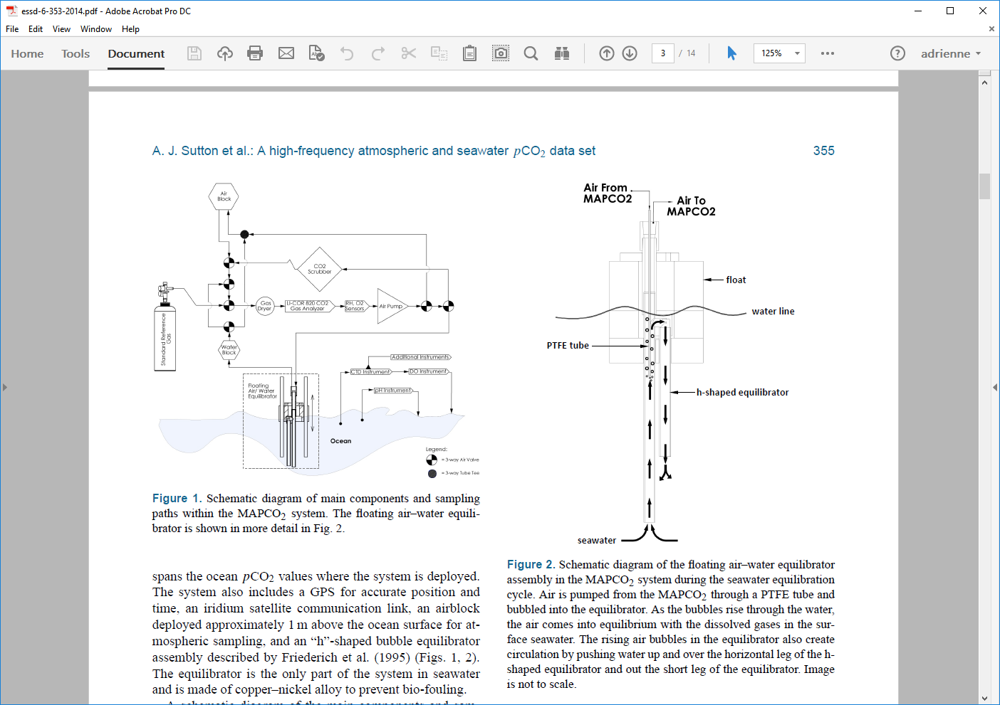 essd-6-353-2014.pdf - Adobe Acrobat Pro DC
File Edit View Window Help
Home Tools Document 3 / 14 125% adrienne
A. J. Sutton et al.: A high-frequency atmospheric and seawater pCO2 data set 355
Air
Block
CO2
Scrubber
Standard Reference
Gas
Gas
Dryer
LI-COR 820 CO2
Gas Analyzer
RH, O2
Sensors
Air Pump
Water
Block
Additional Instruments
CTD Instrument
DO Instrument
pH Instrument
Floating
Air/ Water
Equilibrator
Ocean
Legend:
= 3-way Air Valve
= 3-way Tube Tee
Figure 1. Schematic diagram of main components and sampling
paths within the MAPCO2 system. The floating air–water equili-
brator is shown in more detail in Fig. 2.
spans the ocean pCO2 values where the system is deployed.
The system also includes a GPS for accurate position and
time, an iridium satellite communication link, an airblock
deployed approximately 1 m above the ocean surface for at-
mospheric sampling, and an “h”-shaped bubble equilibrator
assembly described by Friederich et al. (1995) (Figs. 1, 2).
The equilibrator is the only part of the system in seawater
and is made of copper–nickel alloy to prevent bio-fouling.
A schematic diagram of the main components and sam-
Air From
MAPCO2
Air To
MAPCO2
float
water line
PTFE tube
h-shaped equilibrator
seawater
Figure 2. Schematic diagram of the floating air–water equilibrator
assembly in the MAPCO2 system during the seawater equilibration
cycle. Air is pumped from the MAPCO2 through a PTFE tube and
bubbled into the equilibrator. As the bubbles rise through the water,
the air comes into equilibrium with the dissolved gases in the sur-
face seawater. The rising air bubbles in the equilibrator also create
circulation by pushing water up and over the horizontal leg of the h-
shaped equilibrator and out the short leg of the equilibrator. Image
is not to scale.